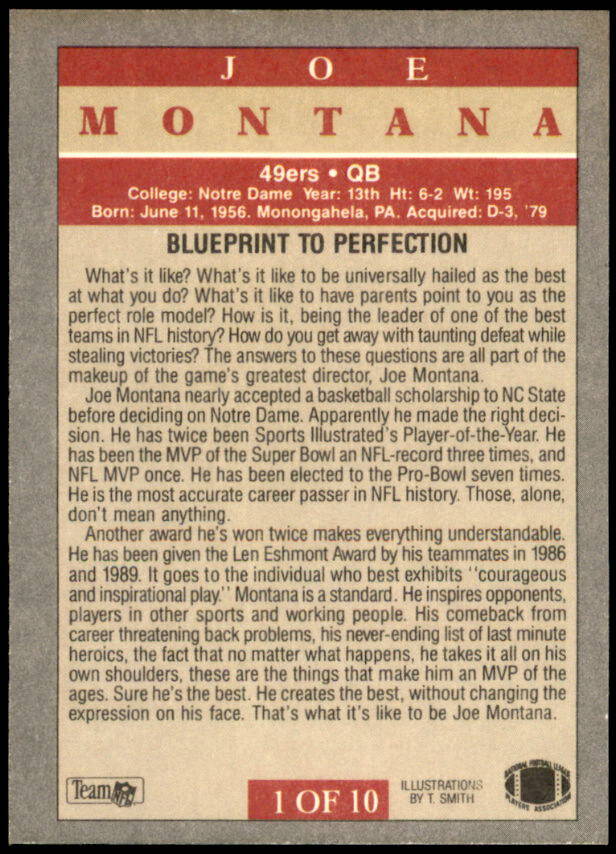 JOE
MONTANA
49ers • QB
College: Notre Dame Year: 13th Ht: 6-2 Wt: 195
Born: June 11, 1956. Monongahela, PA. Acquired: D-3, '79
BLUEPRINT TO PERFECTION
What's it like? What's it like to be universally hailed as the best
at what you do? What's it like to have parents point to you as the
perfect role model? How is it, being the leader of one of the best
teams in NFL history? How do you get away with taunting defeat while
stealing victories? The answers to these questions are all part of the
makeup of the game's greatest director, Joe Montana.
Joe Montana nearly accepted a basketball scholarship to NC State
before deciding on Notre Dame. Apparently he made the right deci-
sion. He has twice been Sports Illustrated's Player-of-the-Year. He
has been the MVP of the Super Bowl an NFL-record three times, and
NFL MVP once. He has been elected to the Pro-Bowl seven times.
He is the most accurate career passer in NFL history. Those, alone,
don't mean anything.
Another award he's won twice makes everything understandable.
He has been given the Len Eshmont Award by his teammates in 1986
and 1989. It goes to the individual who best exhibits "courageous
and inspirational play." Montana is a standard. He inspires opponents,
players in other sports and working people. His comeback from
career threatening back problems, his never-ending list of last minute
heroics, the fact that no matter what happens, he takes it all on his
own shoulders, these are the things that make him an MVP of the
ages. Sure he's the best. He creates the best, without changing the
expression on his face. That's what it's like to be Joe Montana.
Team NFL
1 OF 10
ILLUSTRATIONS
BY T. SMITH
NATIONAL FOOTBALL LEAGUE
PLAYERS ASSOCIATION